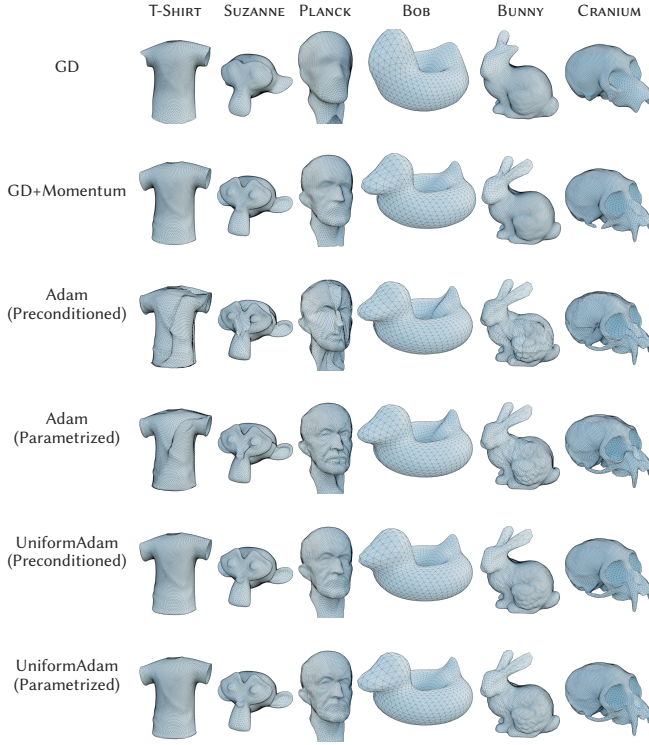 T-Shirt Suzanne Planck Bob Bunny Cranium
GD
GD+Momentum
Adam
(Preconditioned)
Adam
(Parametrized)
UniformAdam
(Preconditioned)
UniformAdam
(Parametrized)